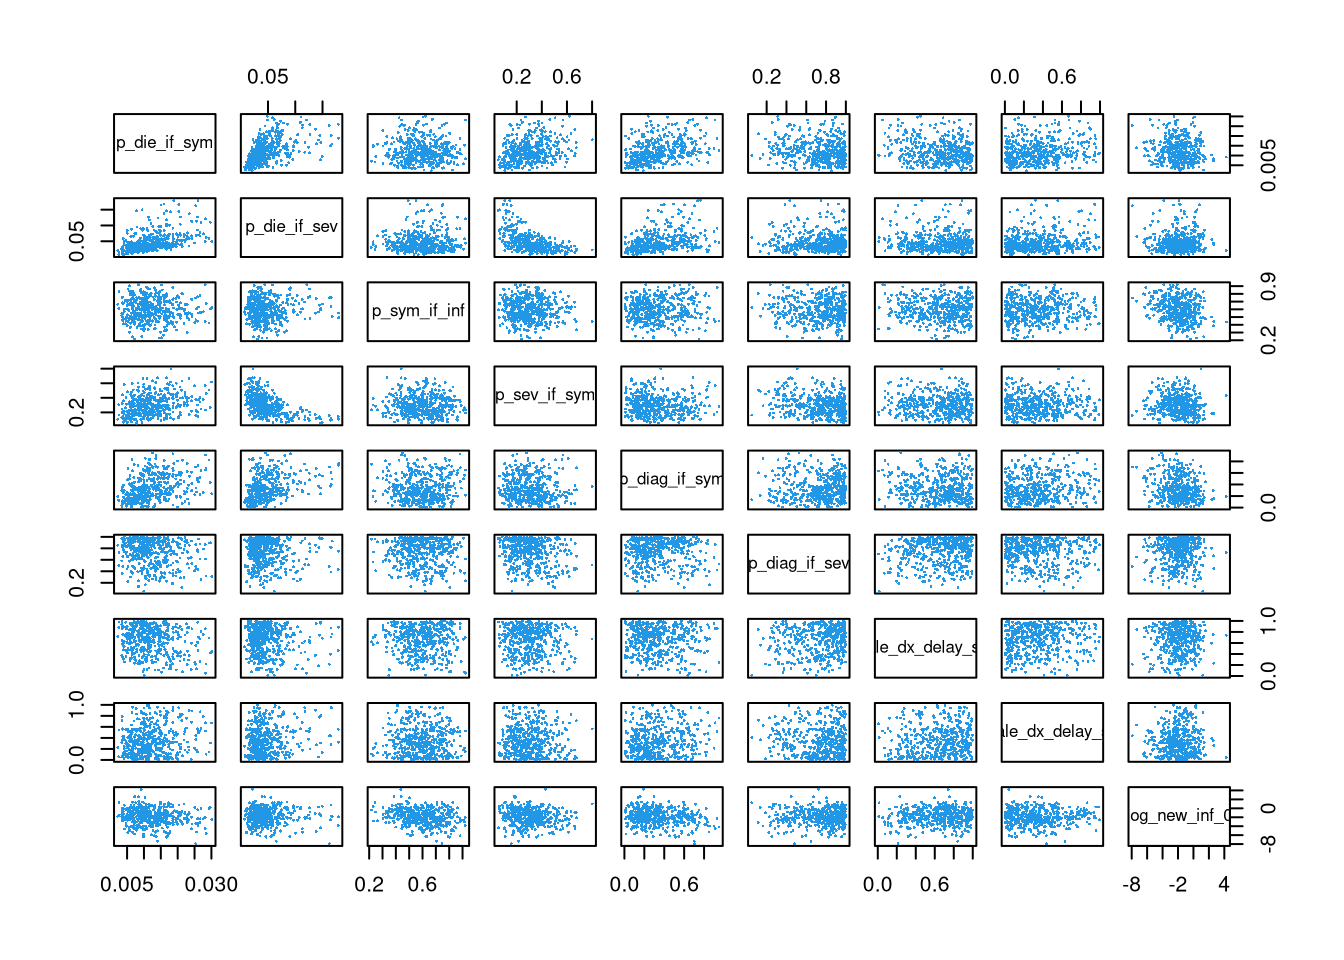 0.05 0.2 0.6 0.2 0.8 0.0 0.6
p_die_if_sym 0.005
0.05 p_die_if_sev
p_sym_if_inf 0.2 0.9
0.2 p_sev_if_sym
p_diag_if_sym 0.0
0.2 p_diag_if_sev
le_dx_delay_s 0.0 1.0
0.0 1.0 ale_dx_delay_
og_new_inf_0 -8 0
0.005 0.030 0.2 0.6 0.0 0.6 0.0 0.6 -8 -2 4